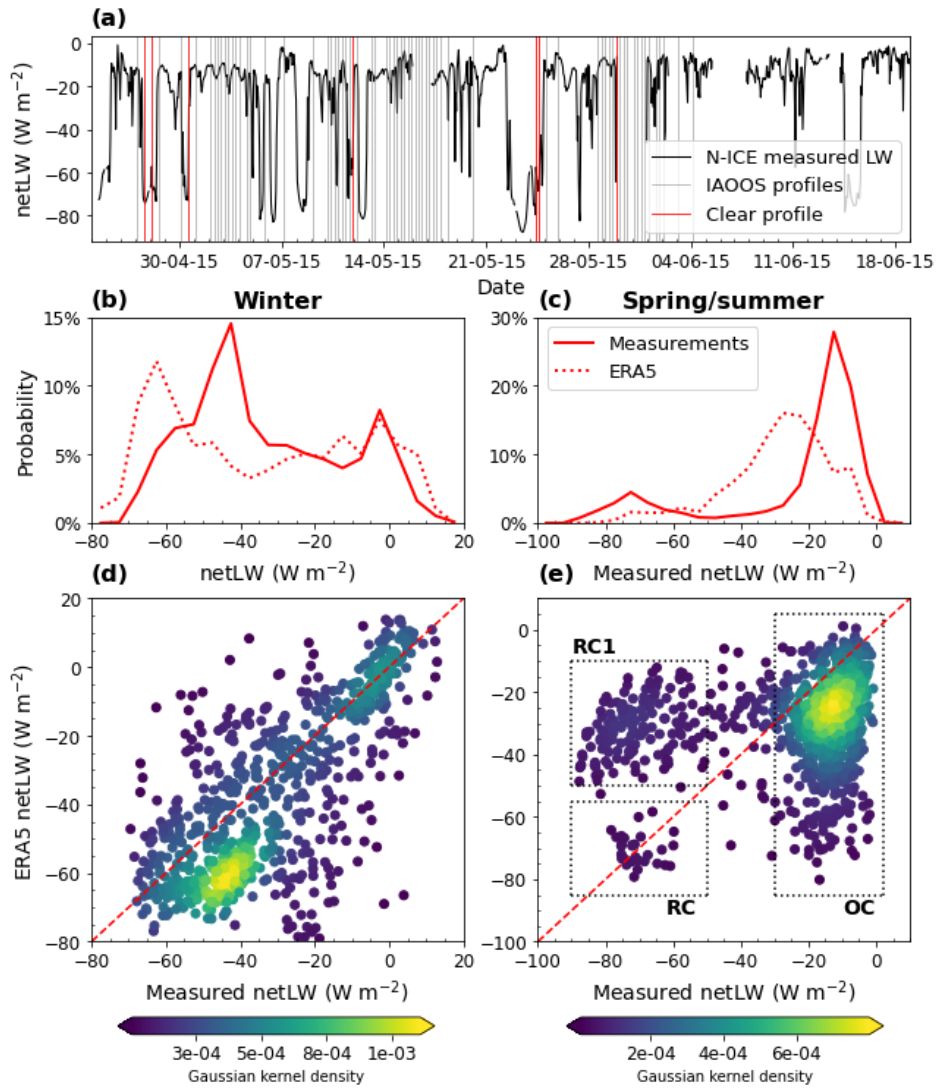 (a)
0
−20
−40
−60
−80
netLW (W m−2)
N-ICE measured LW
IAOOS profiles
Clear profile
30-04-15 07-05-15 14-05-15 21-05-15 28-05-15 04-06-15 11-06-15 18-06-15
Date
(b) Winter
15%
10%
5%
0%
Probability
−80 −60 −40 −20 0 20
netLW (W m−2)
(c) Spring/summer
30%
20%
10%
0%
Measurements
ERA5
−100 −80 −60 −40 −20 0
Measured netLW (W m−2)
(d)
20
0
−20
−40
−60
−80
ERA5 netLW (W m−2)
−80 −60 −40 −20 0 20
Measured netLW (W m−2)
3e-04 5e-04 8e-04 1e-03
Gaussian kernel density
(e)
0
−20
−40
−60
−80
−100
RC1
RC
OC
−100 −80 −60 −40 −20 0
Measured netLW (W m−2)
2e-04 4e-04 6e-04
Gaussian kernel density